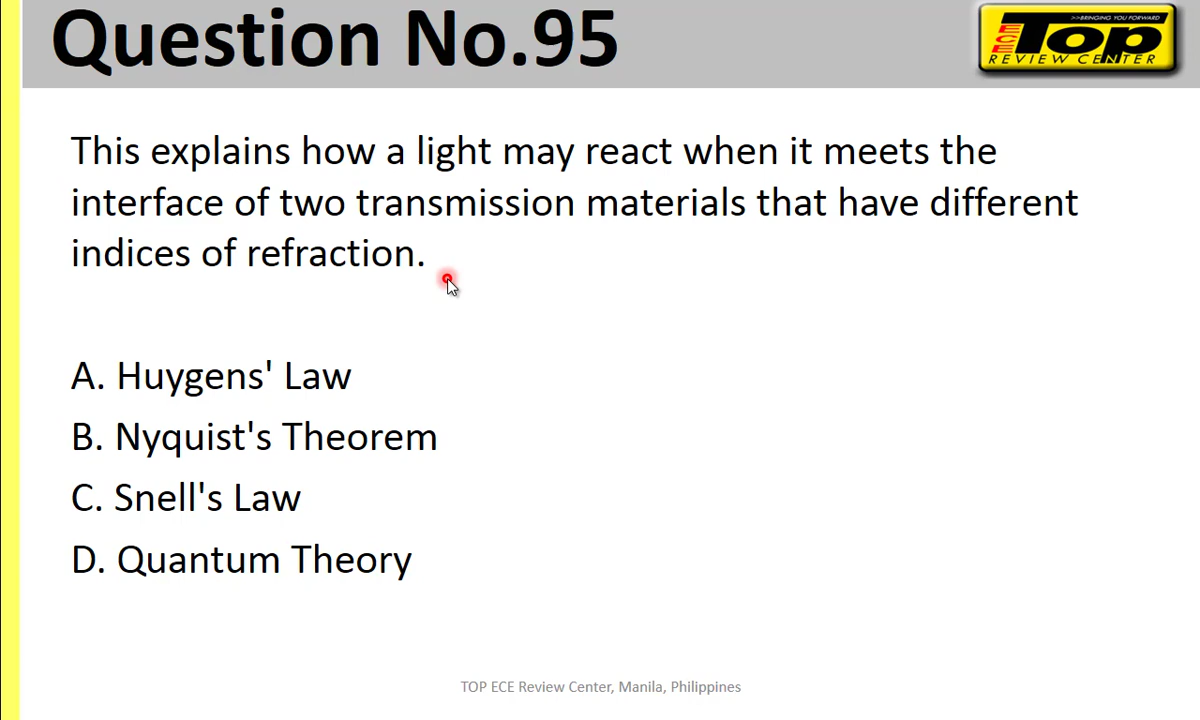 Question No.95
>>BRINGING YOU FORWARD
ECE Top
REVIEW CENTER
This explains how a light may react when it meets the
interface of two transmission materials that have different
indices of refraction.
A. Huygens' Law
B. Nyquist's Theorem
C. Snell's Law
D. Quantum Theory
TOP ECE Review Center, Manila, Philippines